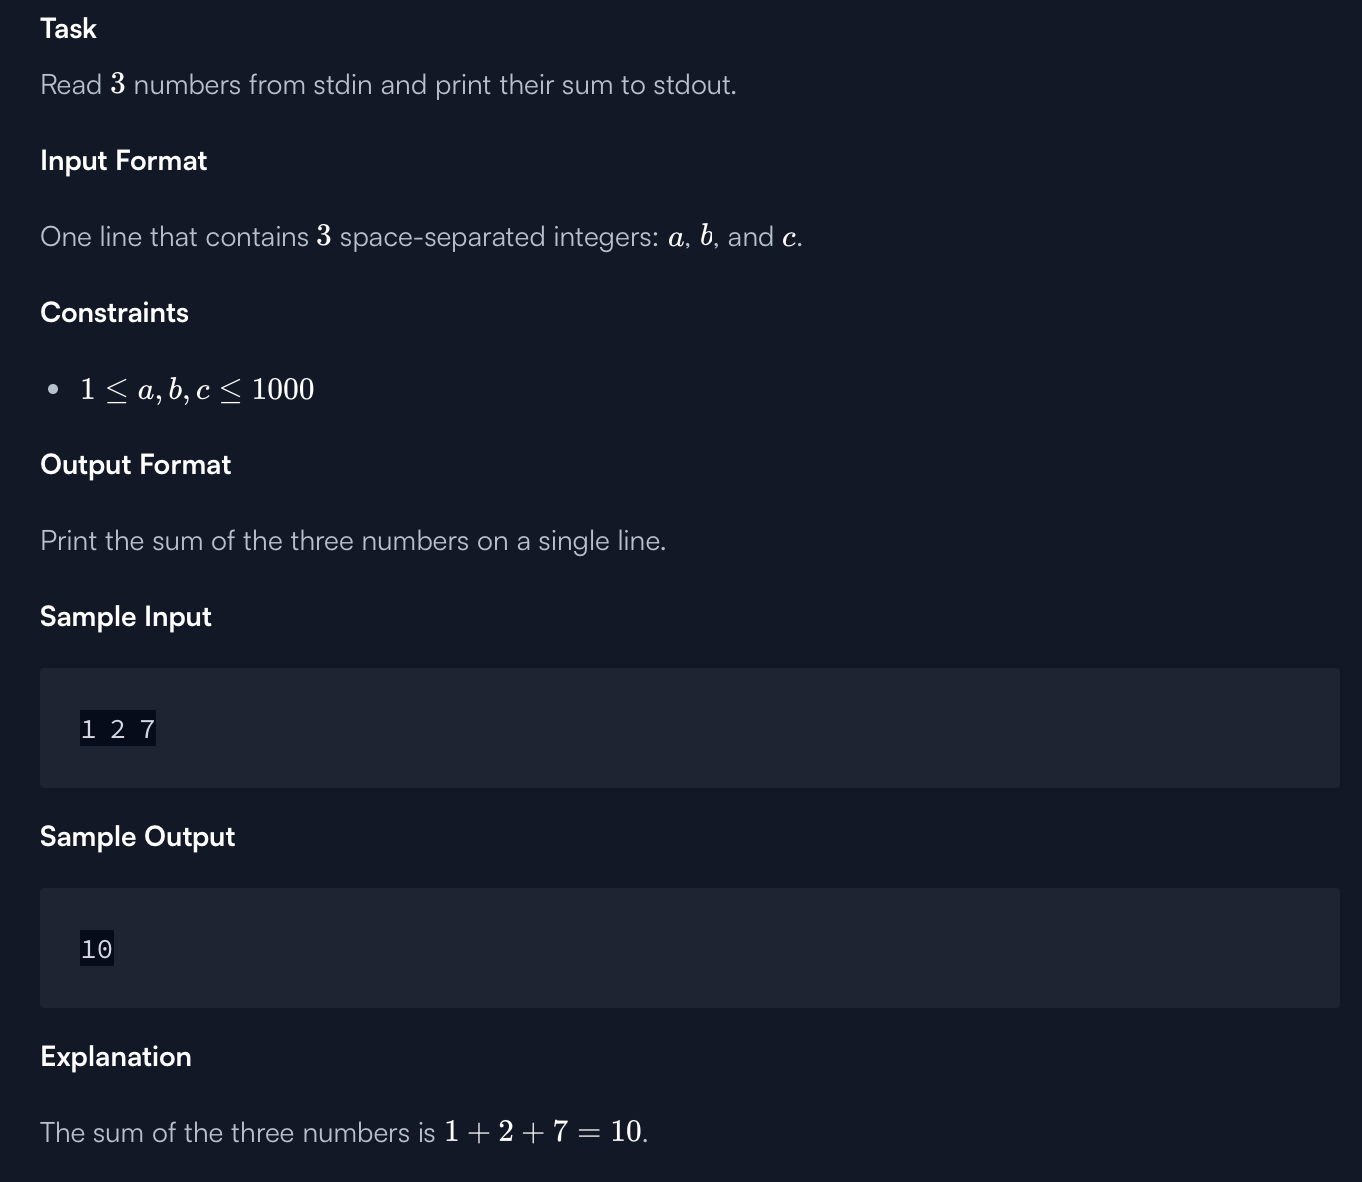 Task
Read 3 numbers from stdin and print their sum to stdout.
Input Format
One line that contains 3 space-separated integers: a, b, and c.
Constraints
• 1 ≤ a, b, c ≤ 1000
Output Format
Print the sum of the three numbers on a single line.
Sample Input
1 2 7
Sample Output
10
Explanation
The sum of the three numbers is 1 + 2 + 7 = 10.